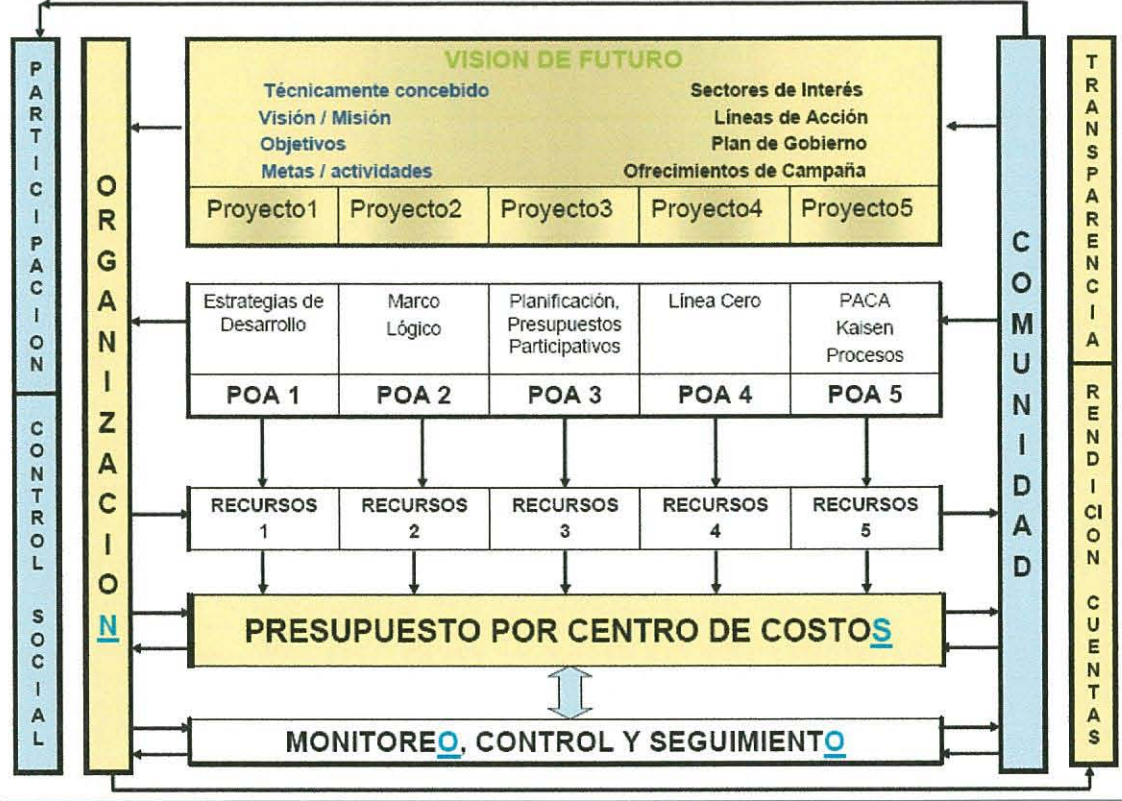 PARTICIPACION
CONTROL SOCIAL
ORGANIZACION
VISION DE FUTURO
Técnicamente concebido
Visión / Misión
Objetivos
Metas / actividades
Sectores de Interés
Líneas de Acción
Plan de Gobierno
Ofrecimientos de Campaña
Proyecto1 Proyecto2 Proyecto3 Proyecto4 Proyecto5
Estrategias de
Desarrollo
Marco
Lógico
Planificación,
Presupuestos
Participativos
Línea Cero
PACA
Kaisen
Procesos
POA 1 POA 2 POA 3 POA 4 POA 5
RECURSOS
1
RECURSOS
2
RECURSOS
3
RECURSOS
4
RECURSOS
5
PRESUPUESTO POR CENTRO DE COSTOS
MONITOREO, CONTROL Y SEGUIMIENTO
COMUNIDAD
TRANSPARENCIA
RENDICION CUENTAS